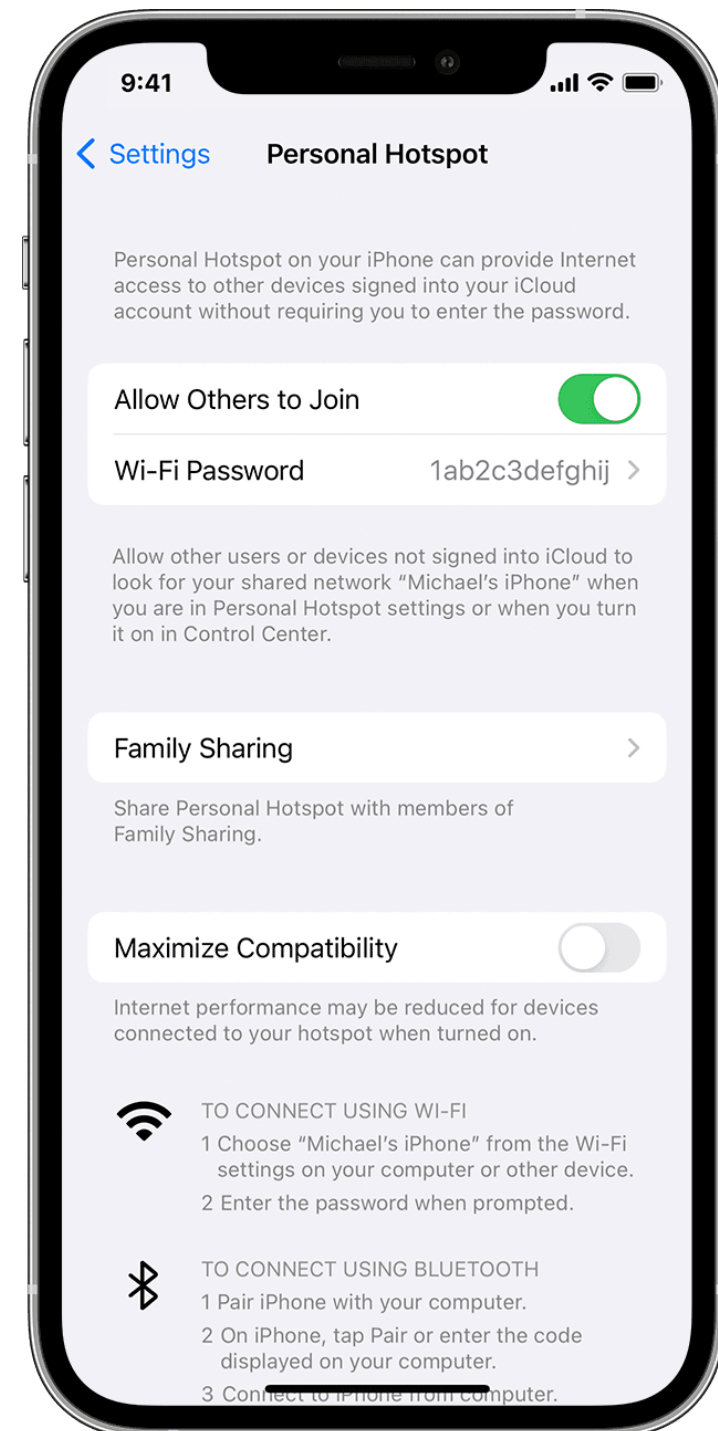 9:41
Settings
Personal Hotspot
Personal Hotspot on your iPhone can provide Internet
access to other devices signed into your iCloud
account without requiring you to enter the password.
Allow Others to Join
Wi-Fi Password 1ab2c3defghij
Allow other users or devices not signed into iCloud to
look for your shared network “Michael’s iPhone” when
you are in Personal Hotspot settings or when you turn
it on in Control Center.
Family Sharing
Share Personal Hotspot with members of
Family Sharing.
Maximize Compatibility
Internet performance may be reduced for devices
connected to your hotspot when turned on.
TO CONNECT USING WI-FI
1 Choose “Michael’s iPhone” from the Wi-Fi
settings on your computer or other device.
2 Enter the password when prompted.
TO CONNECT USING BLUETOOTH
1 Pair iPhone with your computer.
2 On iPhone, tap Pair or enter the code
displayed on your computer.
3 Connect to iPhone from computer.